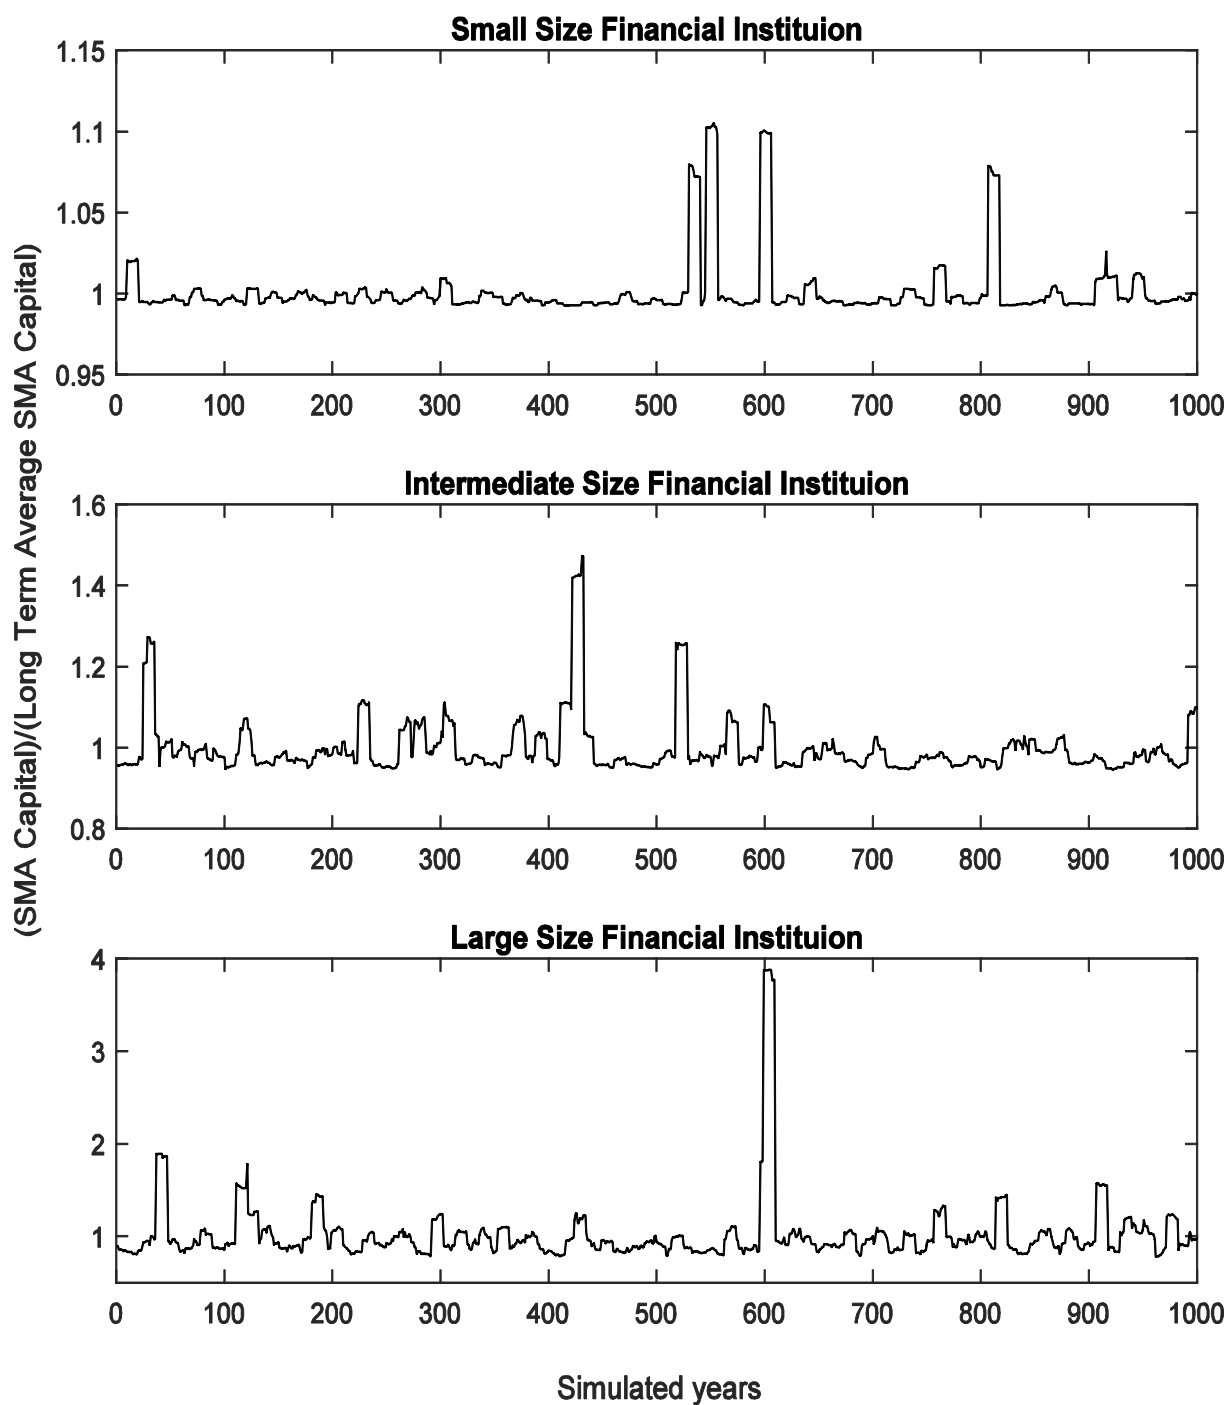 Small Size Financial Instituion
1.15
1.1
1.05
1
0.95
0 100 200 300 400 500 600 700 800 900 1000
(SMA Capital)/(Long Term Average SMA Capital)
Intermediate Size Financial Instituion
1.6
1.4
1.2
1
0.8
0 100 200 300 400 500 600 700 800 900 1000
Large Size Financial Instituion
4
3
2
1
0 100 200 300 400 500 600 700 800 900 1000
Simulated years